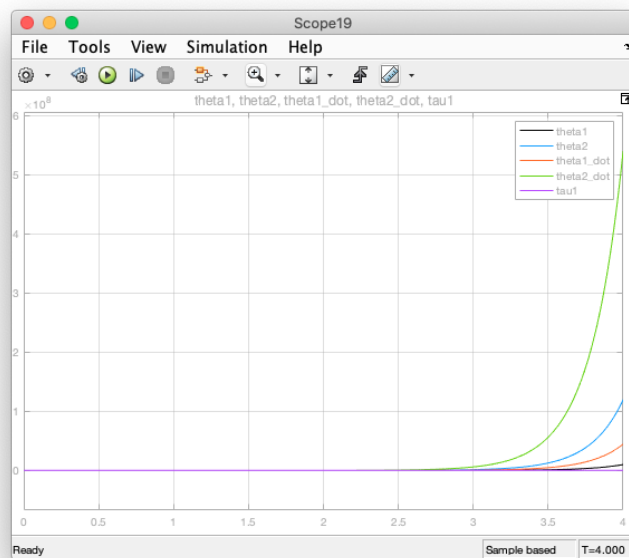 Scope19
File Tools View Simulation Help
theta1, theta2, theta1_dot, theta2_dot, tau1
×10⁸
6
5
4
3
2
1
0
theta1
theta2
theta1_dot
theta2_dot
tau1
0 0.5 1 1.5 2 2.5 3 3.5 4
Ready Sample based T=4.000